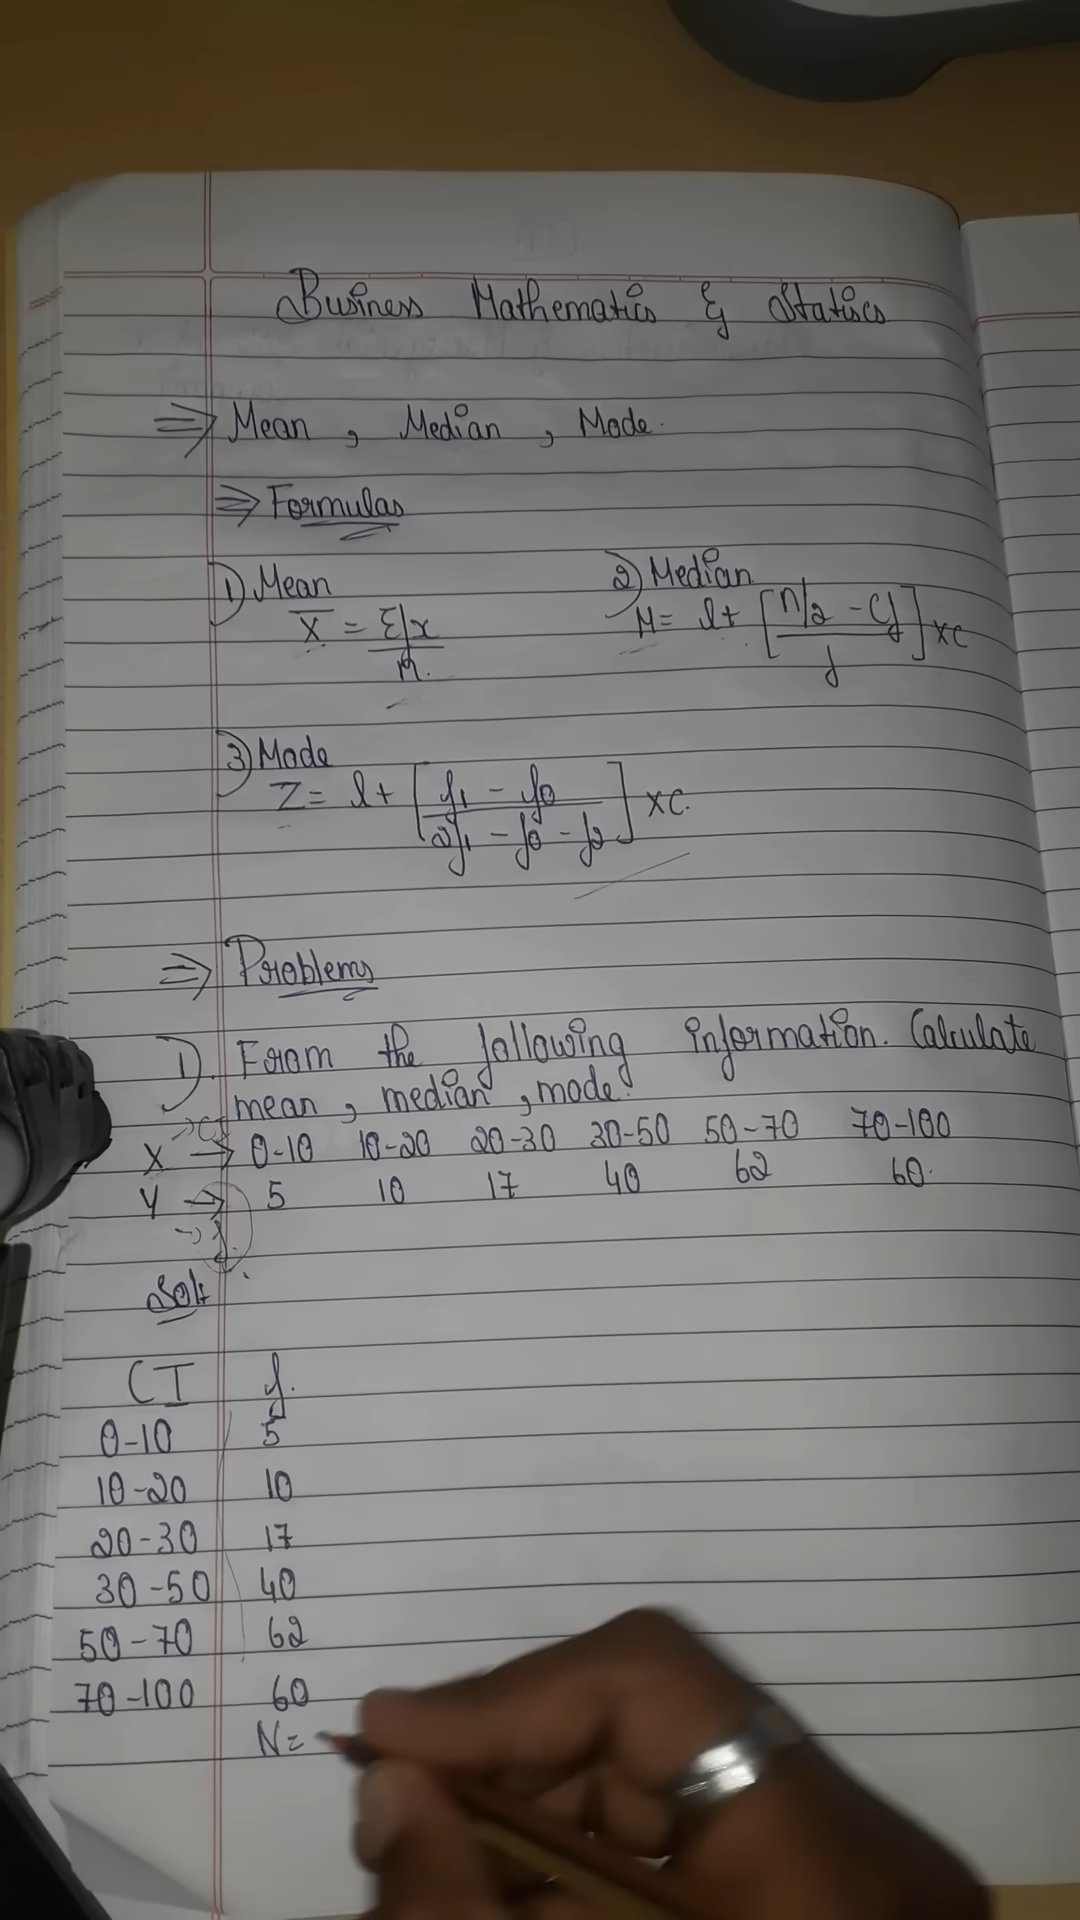 Business Mathematics & Statiscs
⇒ Mean, Median, Mode.
⇒ Formulas
1) Mean
X̄ = Σfx / n.
2) Median
M = l + [n/2 - cf / f] × c
3) Mode
Z = l + [f1 - f0 / 2f1 - f0 - f2] × c.
⇒ Problems
1). From the following information. Calculate
mean, median, mode.
X → 0-10 10-20 20-30 30-50 50-70 70-100
Y → 5 10 17 40 62 60.
→ f.
CI f.
0-10 5
10-20 10
20-30 17
30-50 40
50-70 62
70-100 60
N=